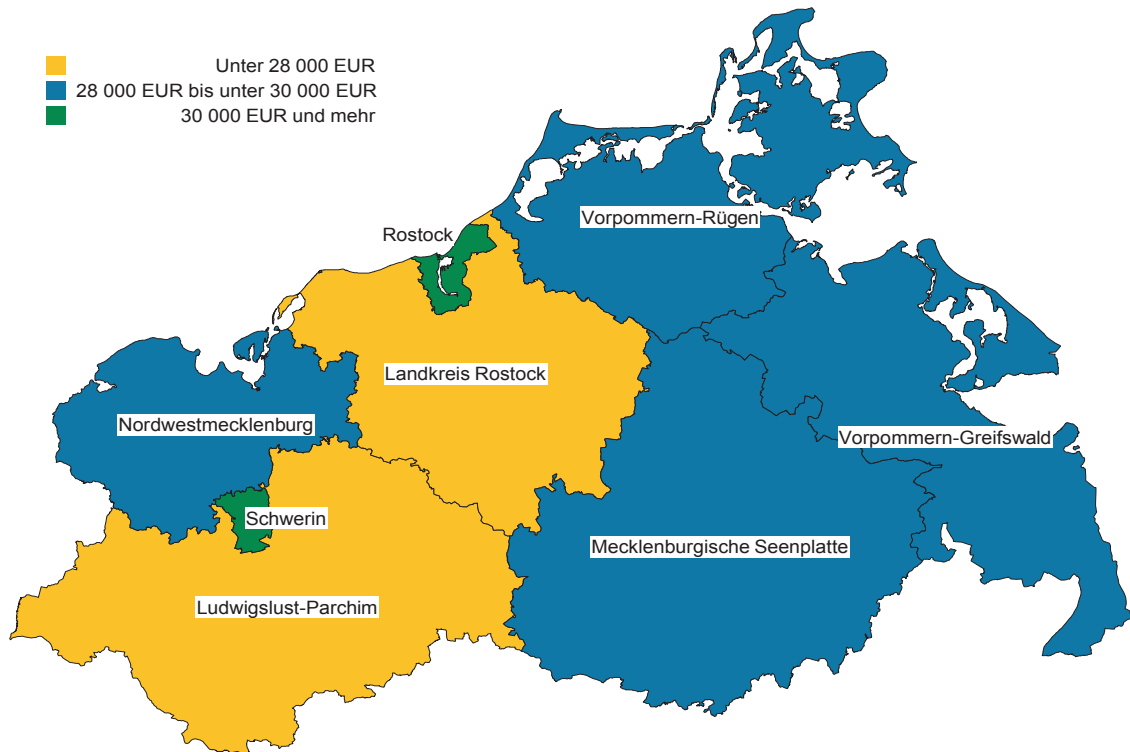 Unter 28 000 EUR
28 000 EUR bis unter 30 000 EUR
30 000 EUR und mehr
Vorpommern-Rügen
Rostock
Landkreis Rostock
Nordwestmecklenburg
Vorpommern-Greifswald
Schwerin
Mecklenburgische Seenplatte
Ludwigslust-Parchim